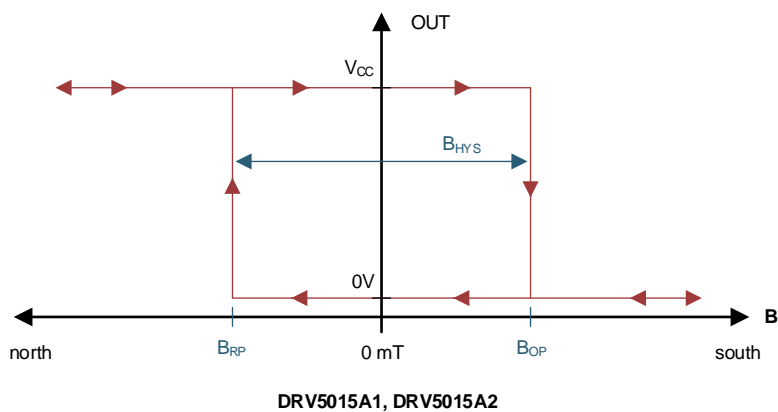 OUT
VCC
BHYS
0V
B
north
BRP
0 mT
BOP
south
DRV5015A1, DRV5015A2